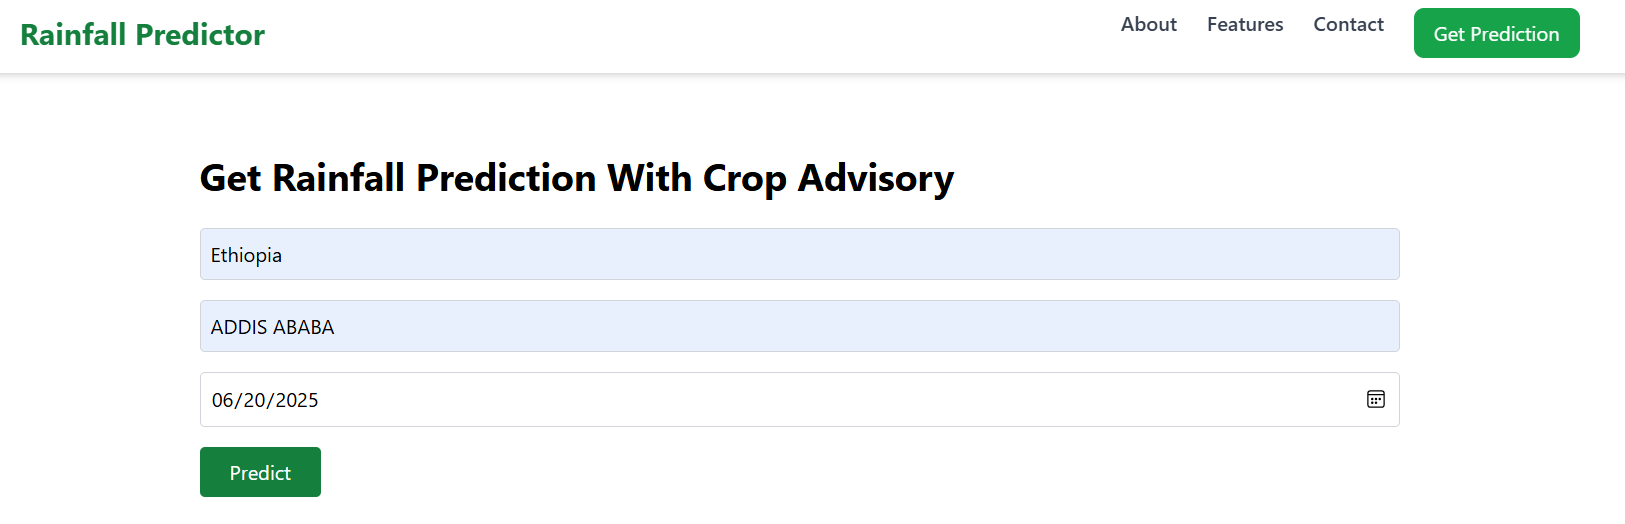 Rainfall Predictor About Features Contact Get Prediction
Get Rainfall Prediction With Crop Advisory
Ethiopia
ADDIS ABABA
06/20/2025
Predict